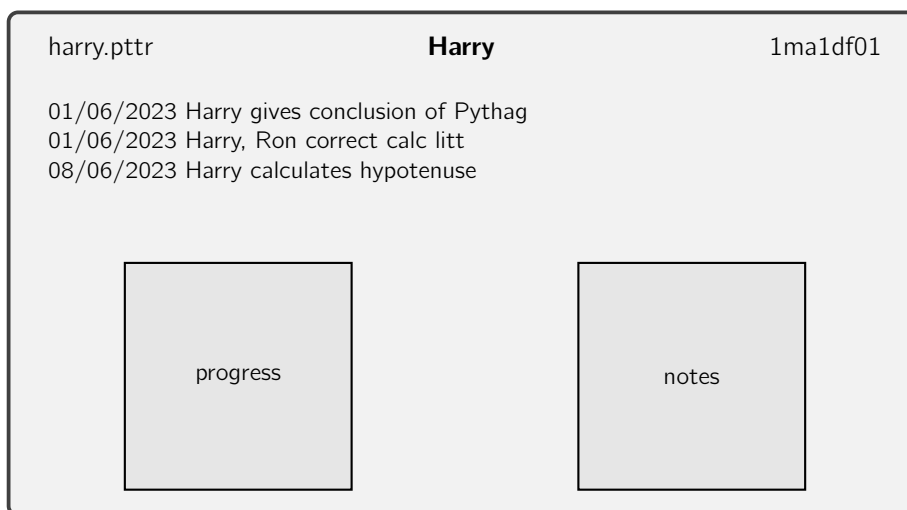 harry.pttr Harry 1ma1df01
01/06/2023 Harry gives conclusion of Pythag
01/06/2023 Harry, Ron correct calc litt
08/06/2023 Harry calculates hypotenuse
progress notes